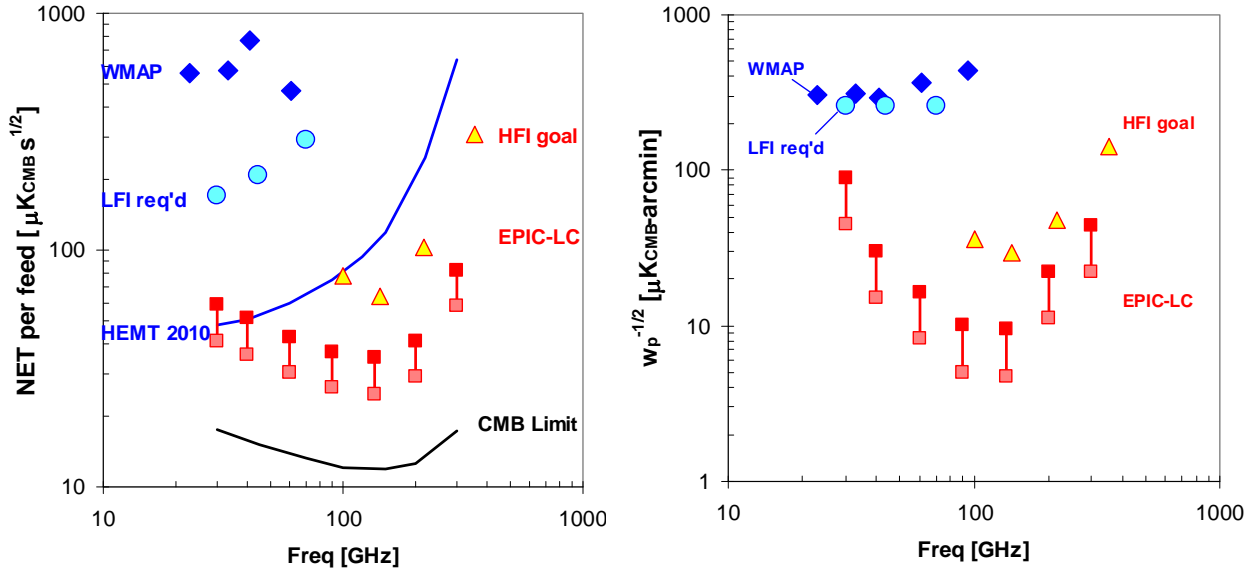 1000
100
10
NET per feed [μKCMB s^1/2]
WMAP
LFI req'd
HEMT 2010
HFI goal
EPIC-LC
CMB Limit
10
100
1000
Freq [GHz]
1000
100
10
1
wp^-1/2 [μKCMB-arcmin]
WMAP
LFI req'd
HFI goal
EPIC-LC
10
100
1000
Freq [GHz]